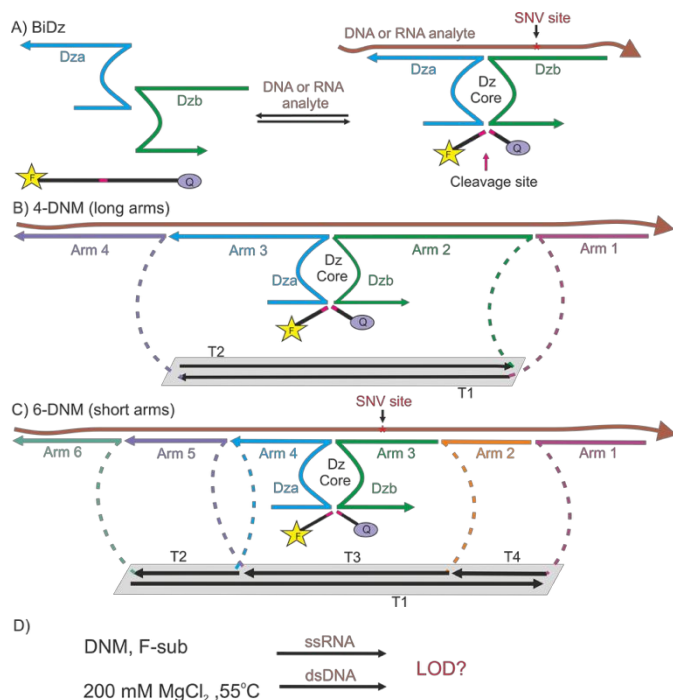 A) BiDz
Dza
Dzb
F
Q
DNA or RNA
analyte
SNV site
DNA or RNA analyte
*
Dza
Dzb
Dz
Core
F
Q
Cleavage site
B) 4-DNM (long arms)
Arm 4
Arm 3
Arm 2
Arm 1
Dz
Core
Dza
Dzb
F
Q
T2
T1
C) 6-DNM (short arms)
SNV site
*
Arm 6
Arm 5
Arm 4
Arm 3
Arm 2
Arm 1
Dz
Core
Dza
Dzb
F
Q
T2
T3
T4
T1
D)
DNM, F-sub
ssRNA
200 mM MgCl₂ ,55°C
dsDNA
LOD?